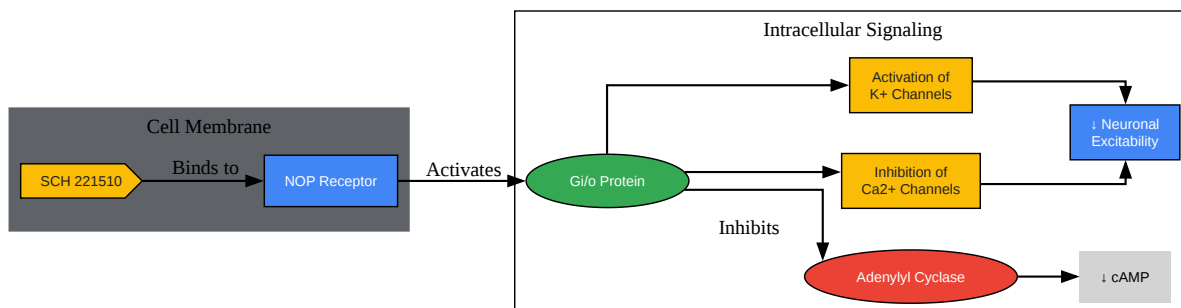 Intracellular Signaling
Activation of
K+ Channels
Cell Membrane
↓ Neuronal
Excitability
SCH 221510
Binds to
NOP Receptor
Activates
Gi/o Protein
Inhibition of
Ca2+ Channels
Inhibits
Adenylyl Cyclase
↓ cAMP